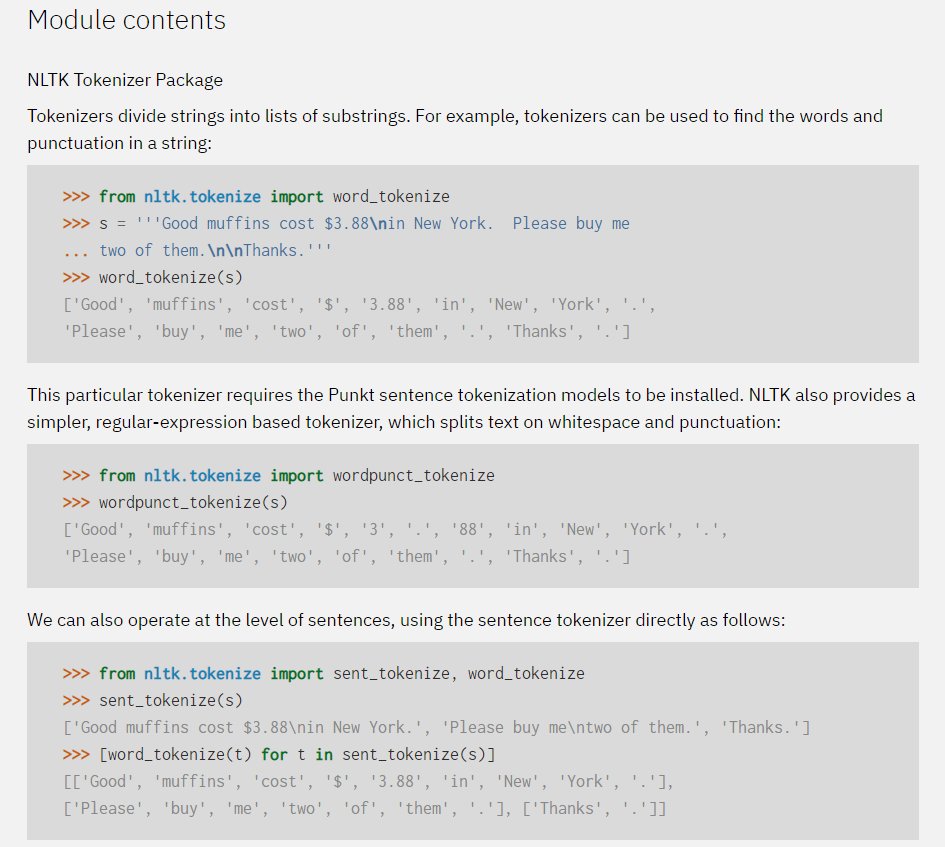 Module contents
NLTK Tokenizer Package
Tokenizers divide strings into lists of substrings. For example, tokenizers can be used to find the words and
punctuation in a string:
>>> from nltk.tokenize import word_tokenize
>>> s = '''Good muffins cost $3.88\nin New York.  Please buy me
... two of them.\n\nThanks.'''
>>> word_tokenize(s)
['Good', 'muffins', 'cost', '$', '3.88', 'in', 'New', 'York', '.',
'Please', 'buy', 'me', 'two', 'of', 'them', '.', 'Thanks', '.']
This particular tokenizer requires the Punkt sentence tokenization models to be installed. NLTK also provides a
simpler, regular-expression based tokenizer, which splits text on whitespace and punctuation:
>>> from nltk.tokenize import wordpunct_tokenize
>>> wordpunct_tokenize(s)
['Good', 'muffins', 'cost', '$', '3', '.', '88', 'in', 'New', 'York', '.',
'Please', 'buy', 'me', 'two', 'of', 'them', '.', 'Thanks', '.']
We can also operate at the level of sentences, using the sentence tokenizer directly as follows:
>>> from nltk.tokenize import sent_tokenize, word_tokenize
>>> sent_tokenize(s)
['Good muffins cost $3.88\nin New York.', 'Please buy me\ntwo of them.', 'Thanks.']
>>> [word_tokenize(t) for t in sent_tokenize(s)]
[['Good', 'muffins', 'cost', '$', '3.88', 'in', 'New', 'York', '.'],
['Please', 'buy', 'me', 'two', 'of', 'them', '.'], ['Thanks', '.']]